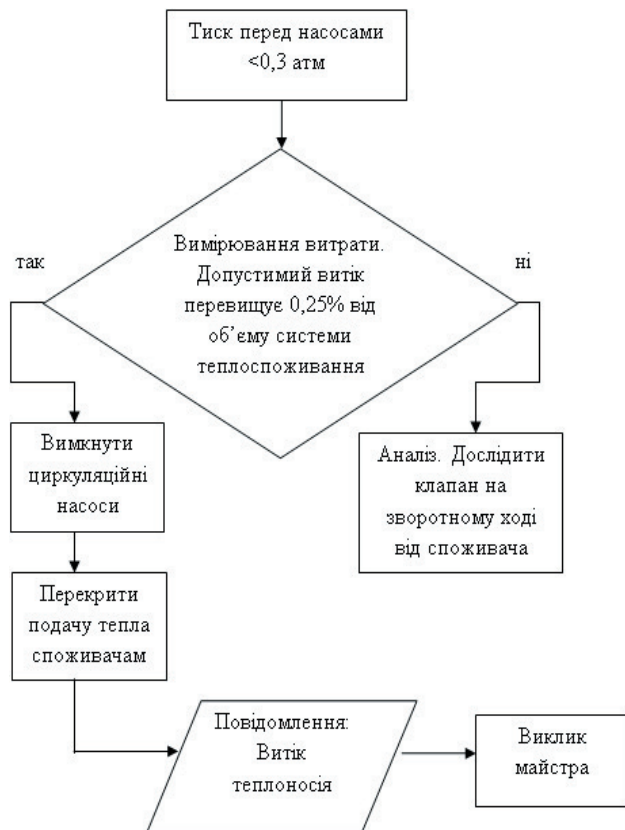 Тиск перед насосами
<0,3 атм
Вимірювання витрати.
Допустимий витік
перевищує 0,25% від
об’єму системи
теплоспоживання
так
ні
Вимкнути
циркуляційні
насоси
Аналіз. Дослідити
клапан на
зворотному ході
від споживача
Перекрити
подачу тепла
споживачам
Повідомлення:
Витік
теплоносія
Виклик
майстра